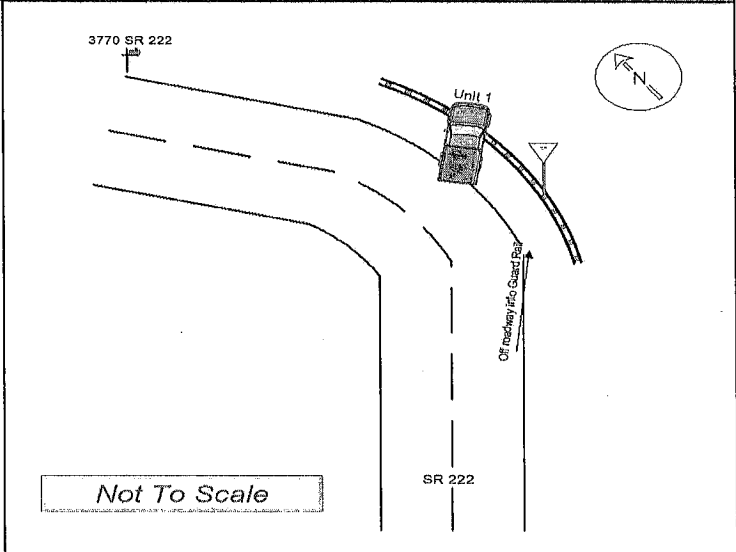 3770 SR 222
Unit 1
N
Off roadway into Guard Rail
SR 222
Not To Scale